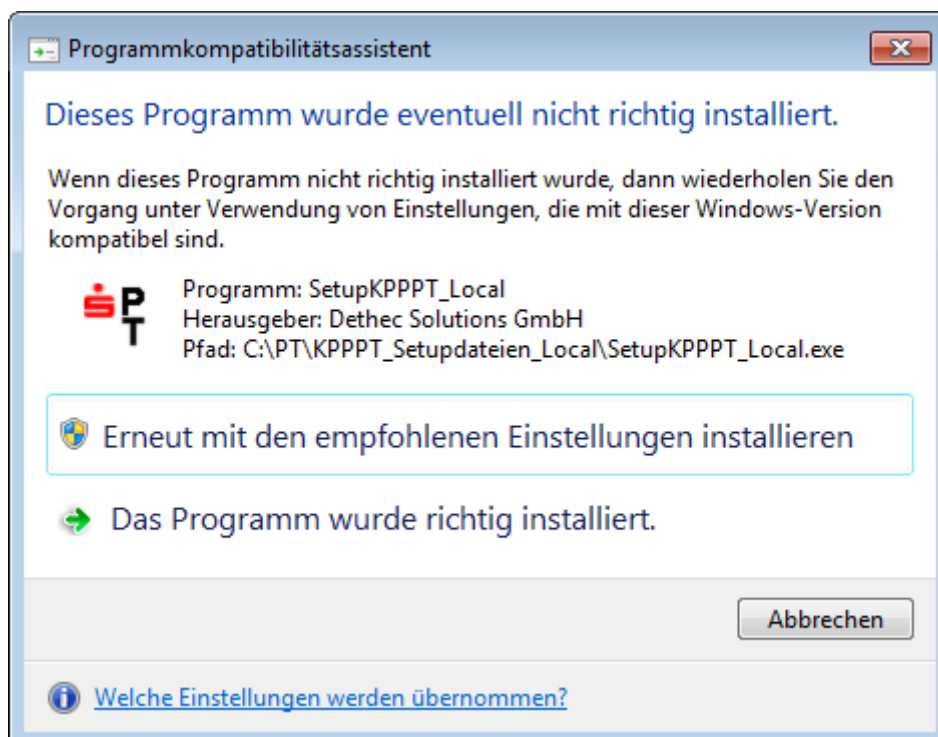 Programmkompatibilitätsassistent
Dieses Programm wurde eventuell nicht richtig installiert.
Wenn dieses Programm nicht richtig installiert wurde, dann wiederholen Sie den
Vorgang unter Verwendung von Einstellungen, die mit dieser Windows-Version
kompatibel sind.
PT
Programm: SetupKPPPT_Local
Herausgeber: Dethec Solutions GmbH
Pfad: C:\PT\KPPPT_Setupdateien_Local\SetupKPPPT_Local.exe
Erneut mit den empfohlenen Einstellungen installieren
Das Programm wurde richtig installiert.
Abbrechen
Welche Einstellungen werden übernommen?